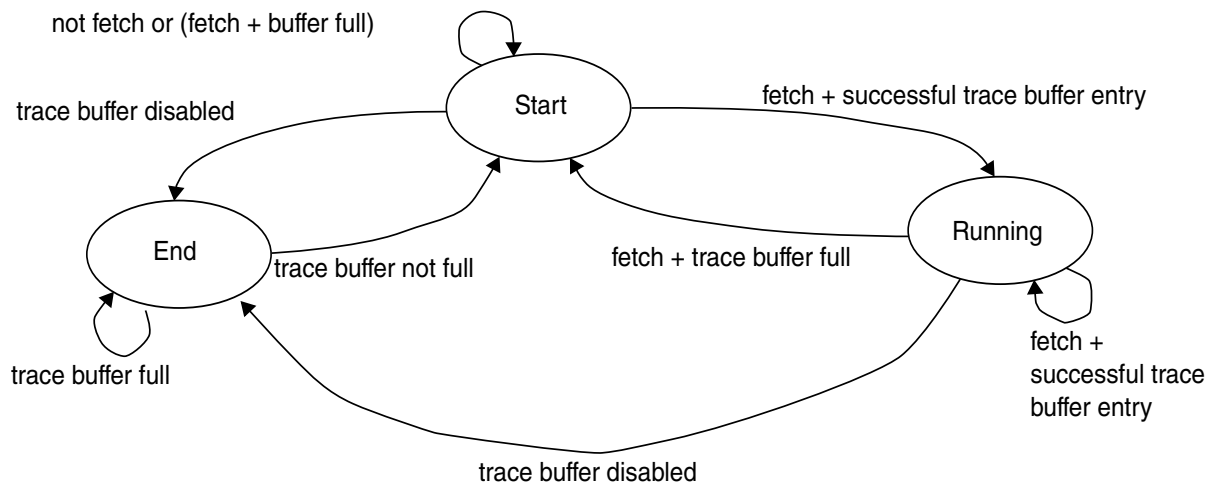 not fetch or (fetch + buffer full)
Start
fetch + successful trace buffer entry
trace buffer disabled
End
Running
trace buffer not full
fetch + trace buffer full
trace buffer full
fetch +
successful trace
buffer entry
trace buffer disabled